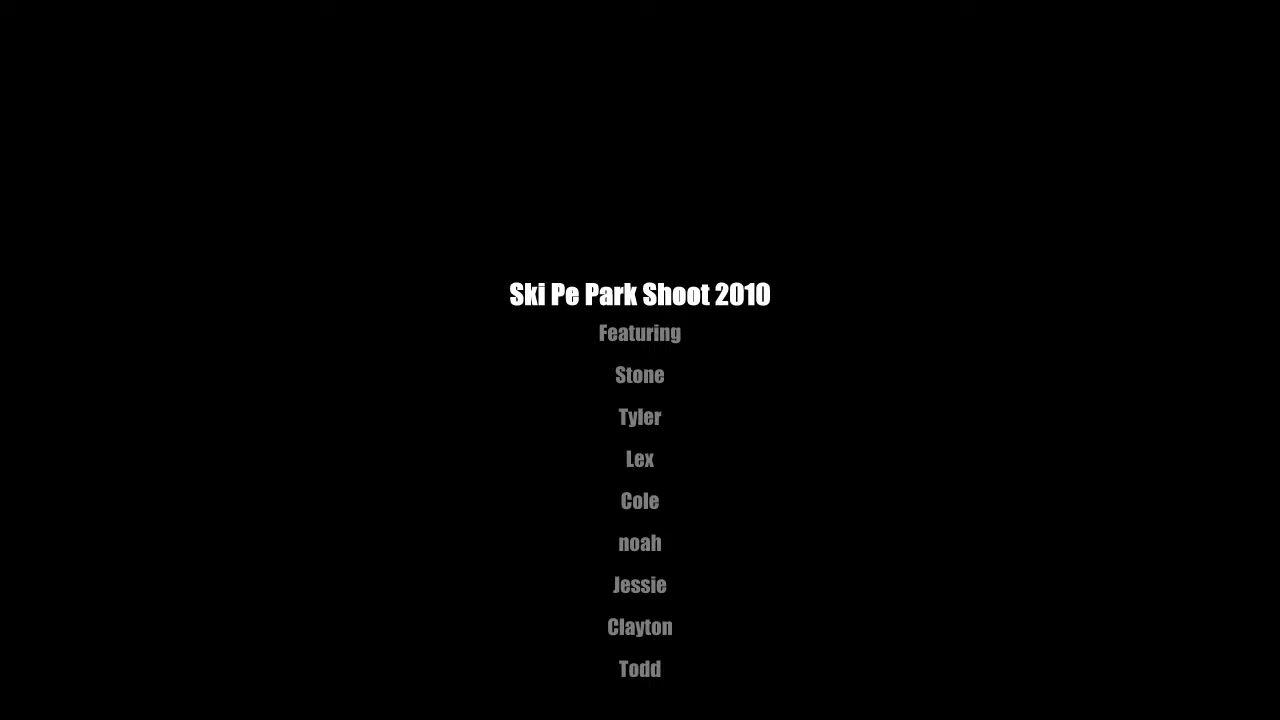 Ski Pe Park Shoot 2010
Featuring
Stone
Tyler
Lex
Cole
noah
Jessie
Clayton
Todd